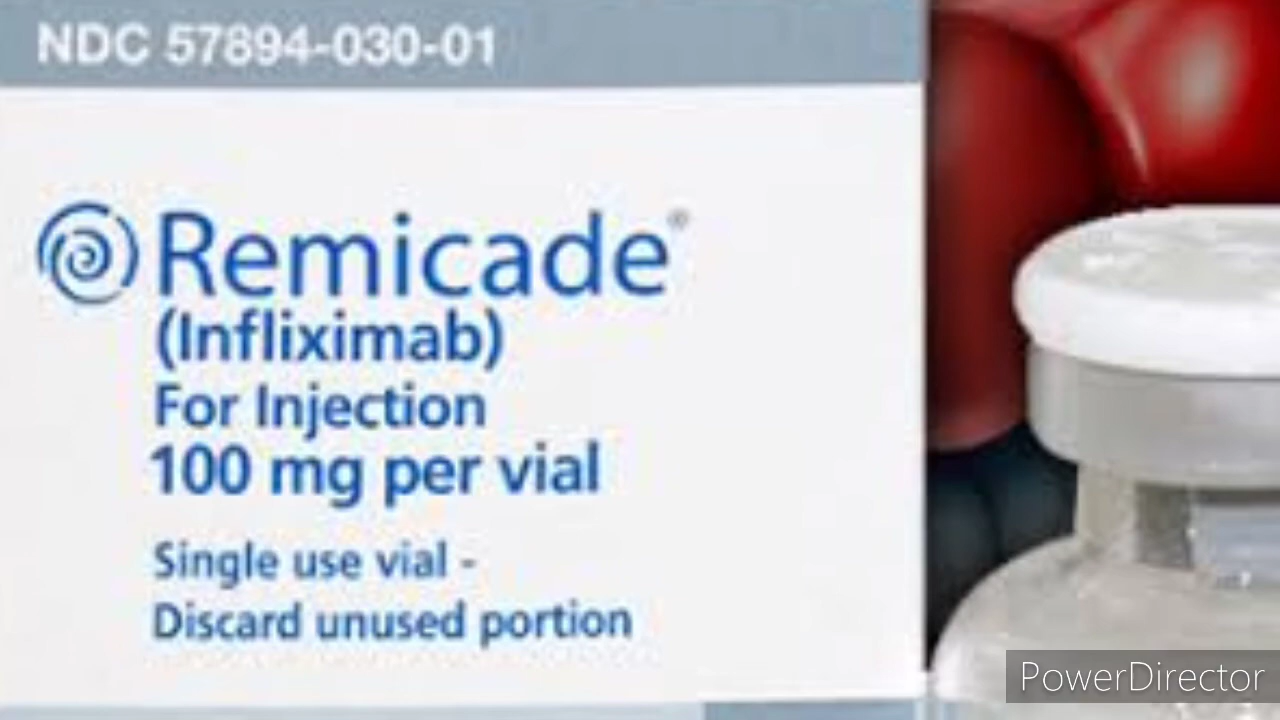 NDC 57894-030-01
Remicade®
(Infliximab)
For Injection
100 mg per vial
Single use vial -
Discard unused portion
PowerDirector